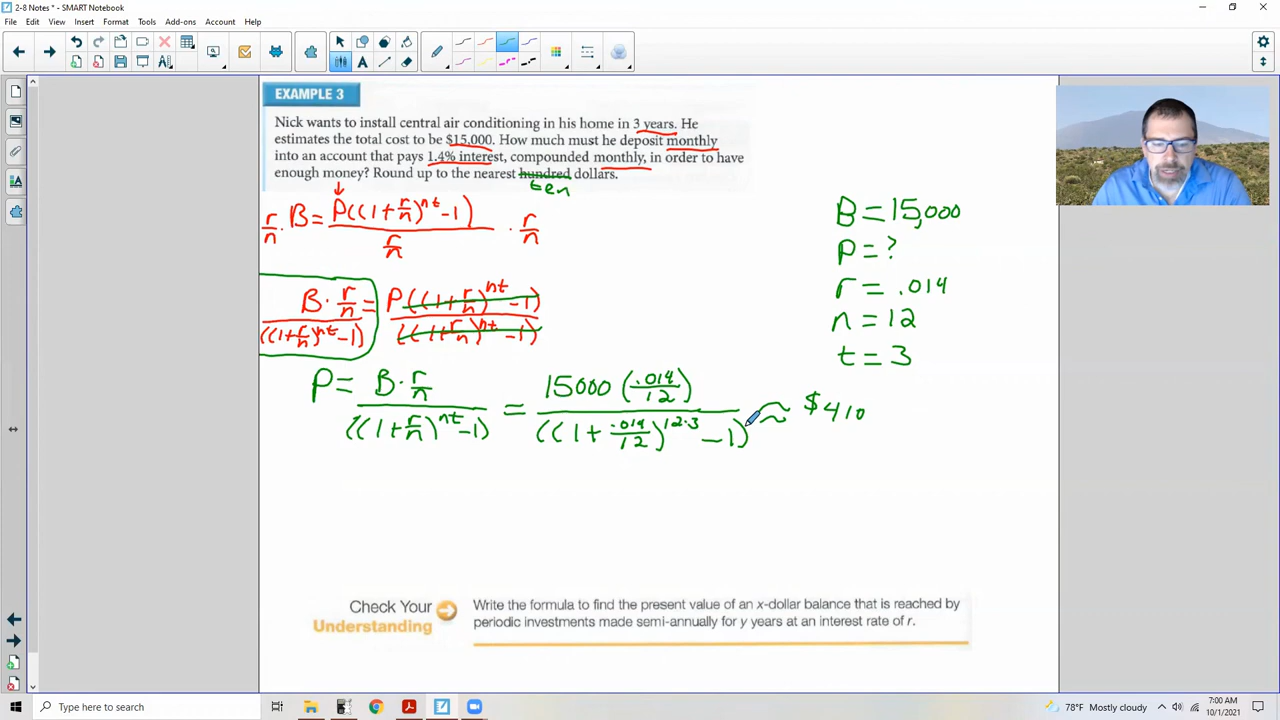 2-8 Notes * - SMART Notebook
File Edit View Insert Format Tools Add-ons Account Help
EXAMPLE 3
Nick wants to install central air conditioning in his home in 3 years. He
estimates the total cost to be $15,000. How much must he deposit monthly
into an account that pays 1.4% interest, compounded monthly, in order to have
enough money? Round up to the nearest hundred dollars.
ten
r/n · B = P((1+r/n)^nt -1) / r/n · r/n
B · r/n / ((1+r/n)^nt -1) = P((1+r/n)^nt -1) / ((1+r/n)^nt -1)
P = B · r/n / ((1+r/n)^nt -1) = 15000 (.014/12) / ((1+ .014/12)^12·3 -1) ≈ $410
B = 15,000
P = ?
r = .014
n = 12
t = 3
Check Your
Understanding
Write the formula to find the present value of an x-dollar balance that is reached by
periodic investments made semi-annually for y years at an interest rate of r.
Type here to search
78°F Mostly cloudy
7:00 AM
10/1/2021